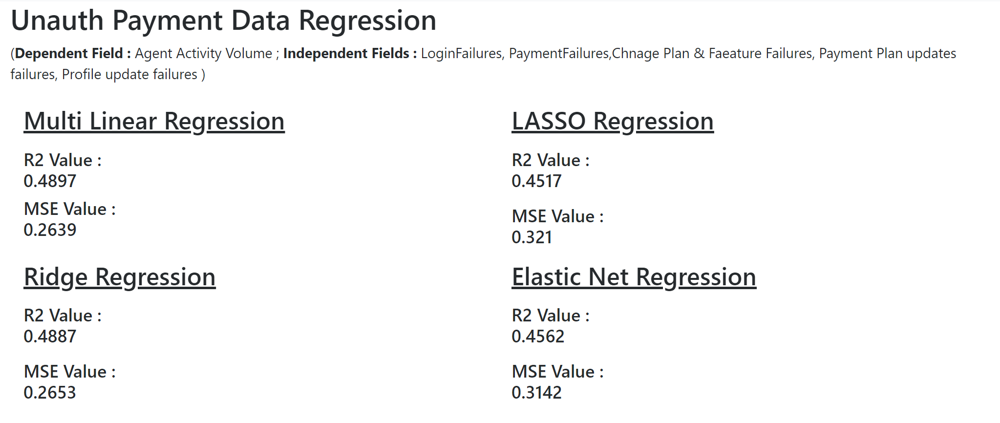 Unauth Payment Data Regression
(Dependent Field : Agent Activity Volume ; Independent Fields : LoginFailures, PaymentFailures,Chnage Plan & Faeature Failures, Payment Plan updates
failures, Profile update failures )
Multi Linear Regression
R2 Value :
0.4897
MSE Value :
0.2639
LASSO Regression
R2 Value :
0.4517
MSE Value :
0.321
Ridge Regression
R2 Value :
0.4887
MSE Value :
0.2653
Elastic Net Regression
R2 Value :
0.4562
MSE Value :
0.3142